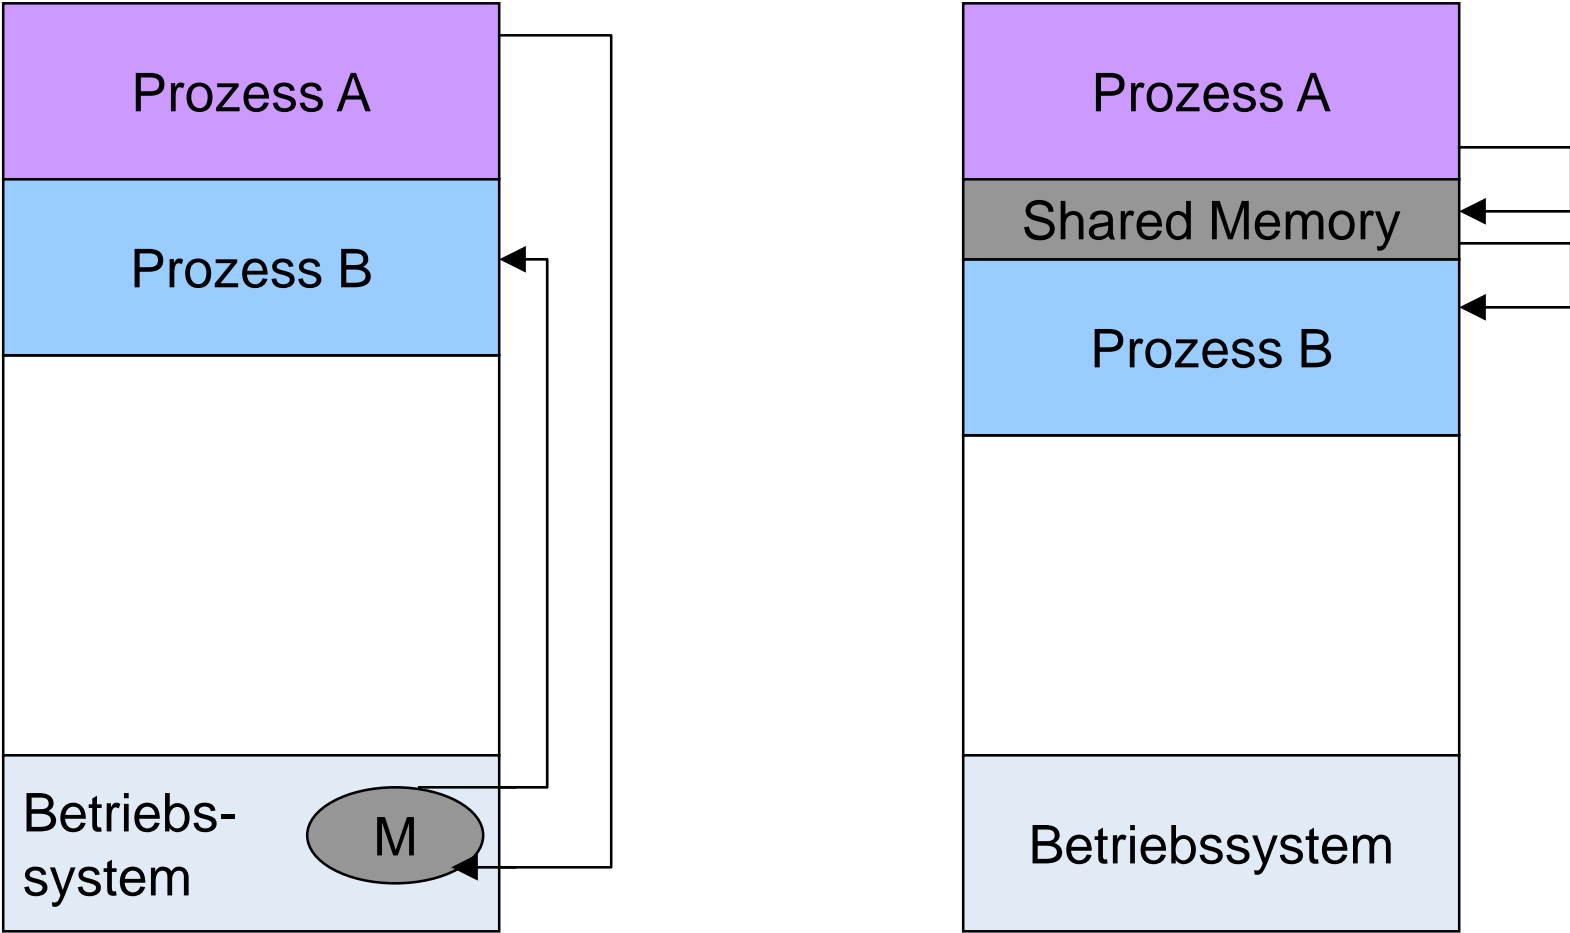 Prozess A
Prozess B
Betriebs-
system
M
Prozess A
Shared Memory
Prozess B
Betriebssystem